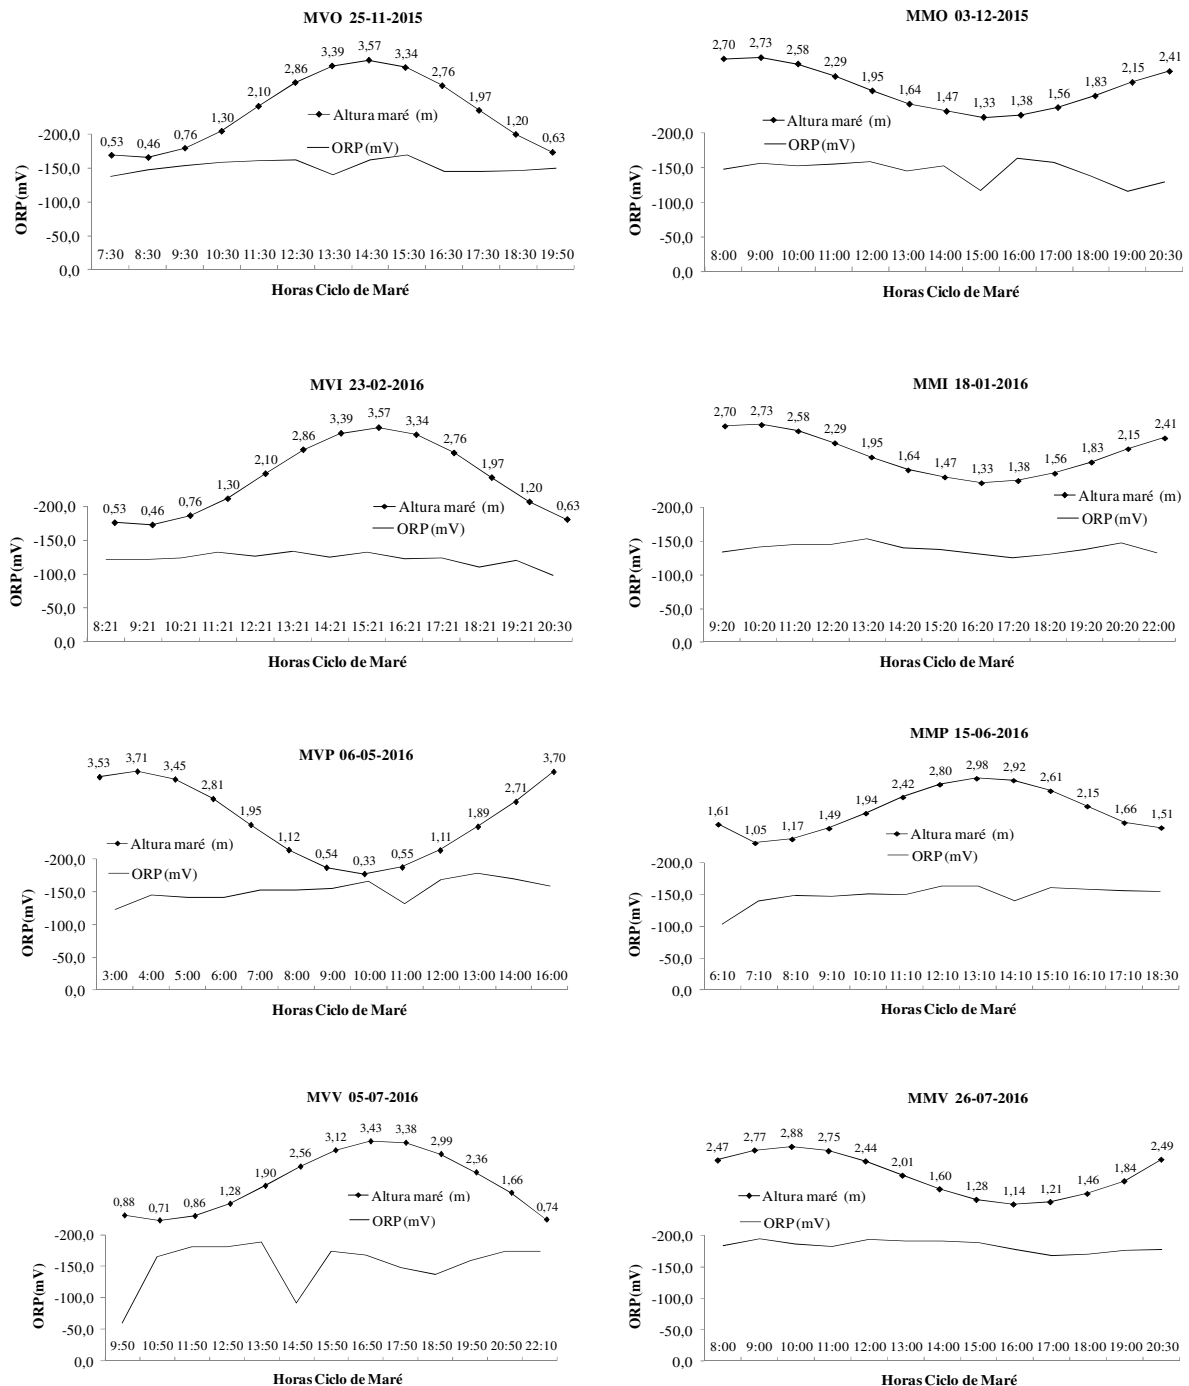 MVO 25-11-2015
0,53 0,46 0,76 1,30 2,10 2,86 3,39 3,57 3,34 2,76 1,97 1,20 0,63
Altura maré (m)
ORP (mV)
ORP (mV)
-200,0
-150,0
-100,0
-50,0
0,0
7:30 8:30 9:30 10:30 11:30 12:30 13:30 14:30 15:30 16:30 17:30 18:30 19:50
Horas Ciclo de Maré
MMO 03-12-2015
2,70 2,73 2,58 2,29 1,95 1,64 1,47 1,33 1,38 1,56 1,83 2,15 2,41
Altura maré (m)
ORP (mV)
ORP (mV)
-200,0
-150,0
-100,0
-50,0
0,0
8:00 9:00 10:00 11:00 12:00 13:00 14:00 15:00 16:00 17:00 18:00 19:00 20:30
Horas Ciclo de Maré
MVI 23-02-2016
0,53 0,46 0,76 1,30 2,10 2,86 3,39 3,57 3,34 2,76 1,97 1,20 0,63
Altura maré (m)
ORP (mV)
ORP (mV)
-200,0
-150,0
-100,0
-50,0
0,0
8:21 9:21 10:21 11:21 12:21 13:21 14:21 15:21 16:21 17:21 18:21 19:21 20:30
Horas Ciclo de Maré
MMI 18-01-2016
2,70 2,73 2,58 2,29 1,95 1,64 1,47 1,33 1,38 1,56 1,83 2,15 2,41
Altura maré (m)
ORP (mV)
ORP (mV)
-200,0
-150,0
-100,0
-50,0
0,0
9:20 10:20 11:20 12:20 13:20 14:20 15:20 16:20 17:20 18:20 19:20 20:20 22:00
Horas Ciclo de Maré
MVP 06-05-2016
3,53 3,71 3,45 2,81 1,95 1,12 0,54 0,33 0,55 1,11 1,89 2,71 3,70
Altura maré (m)
ORP (mV)
ORP (mV)
-200,0
-150,0
-100,0
-50,0
0,0
3:00 4:00 5:00 6:00 7:00 8:00 9:00 10:00 11:00 12:00 13:00 14:00 16:00
Horas Ciclo de Maré
MMP 15-06-2016
1,61 1,05 1,17 1,49 1,94 2,42 2,80 2,98 2,92 2,61 2,15 1,66 1,51
Altura maré (m)
ORP (mV)
ORP (mV)
-200,0
-150,0
-100,0
-50,0
0,0
6:10 7:10 8:10 9:10 10:10 11:10 12:10 13:10 14:10 15:10 16:10 17:10 18:30
Horas Ciclo de Maré
MVV 05-07-2016
0,88 0,71 0,86 1,28 1,90 2,56 3,12 3,43 3,38 2,99 2,36 1,66 0,74
Altura maré (m)
ORP (mV)
ORP (mV)
-200,0
-150,0
-100,0
-50,0
0,0
9:50 10:50 11:50 12:50 13:50 14:50 15:50 16:50 17:50 18:50 19:50 20:50 22:10
Horas Ciclo de Maré
MMV 26-07-2016
2,47 2,77 2,88 2,75 2,44 2,01 1,60 1,28 1,14 1,21 1,46 1,84 2,49
Altura maré (m)
ORP (mV)
ORP (mV)
-200,0
-150,0
-100,0
-50,0
0,0
8:00 9:00 10:00 11:00 12:00 13:00 14:00 15:00 16:00 17:00 18:00 19:00 20:30
Horas Ciclo de Maré